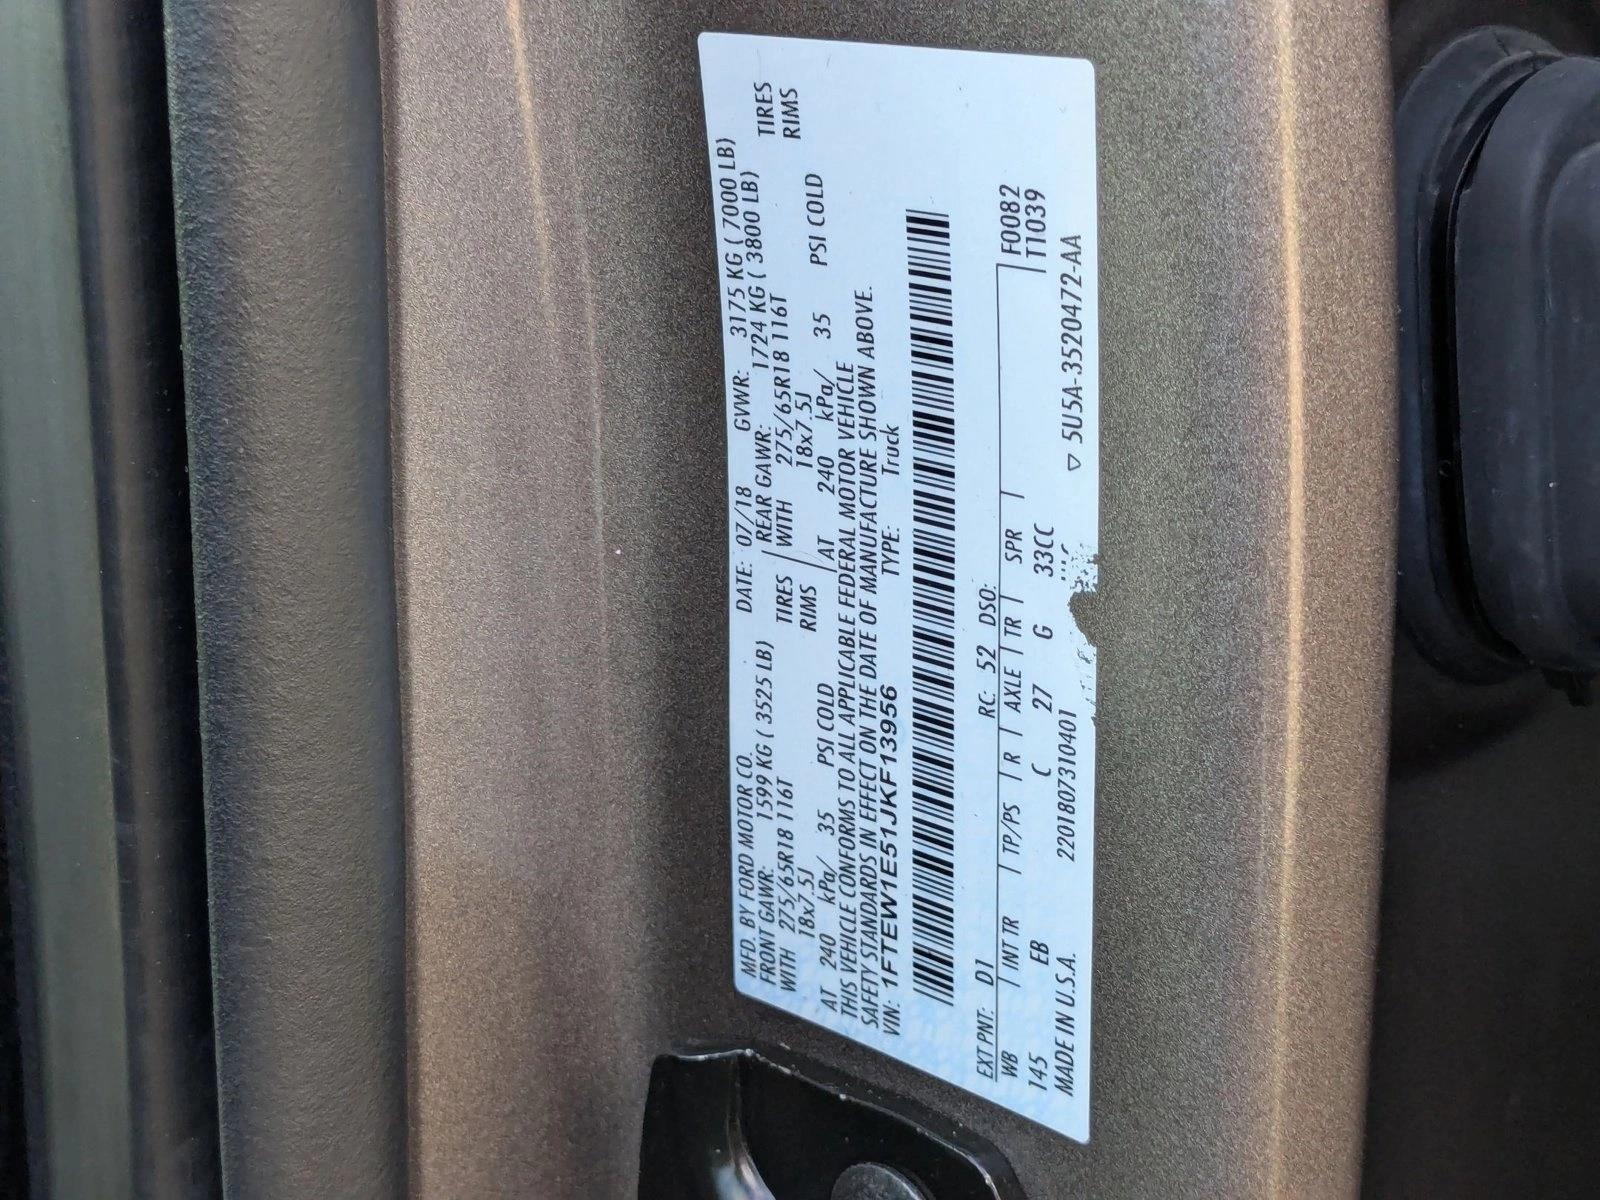 MFD. BY FORD MOTOR CO. DATE: 07/18 GVWR: 3175 KG ( 7000 LB)
FRONT GAWR: 1599 KG ( 3525 LB) REAR GAWR: 1724 KG ( 3800 LB)
WITH 275/65R18 116T TIRES WITH 275/65R18 116T TIRES
18x7.5J RIMS 18x7.5J RIMS
AT 240 kPa/ 35 PSI COLD AT 240 kPa/ 35 PSI COLD
THIS VEHICLE CONFORMS TO ALL APPLICABLE FEDERAL MOTOR VEHICLE
SAFETY STANDARDS IN EFFECT ON THE DATE OF MANUFACTURE SHOWN ABOVE.
VIN: 1FTEW1E51JKF13956 TYPE: Truck
EXT PNT: D1 RC: 52 DSO: F0082
WB | INT TR | TP/PS | R | AXLE | TR | SPR | T1039
145 EB C 27 G 33CC
MADE IN U.S.A. 2201807310401 ▽ 5U5A-3520472-AA